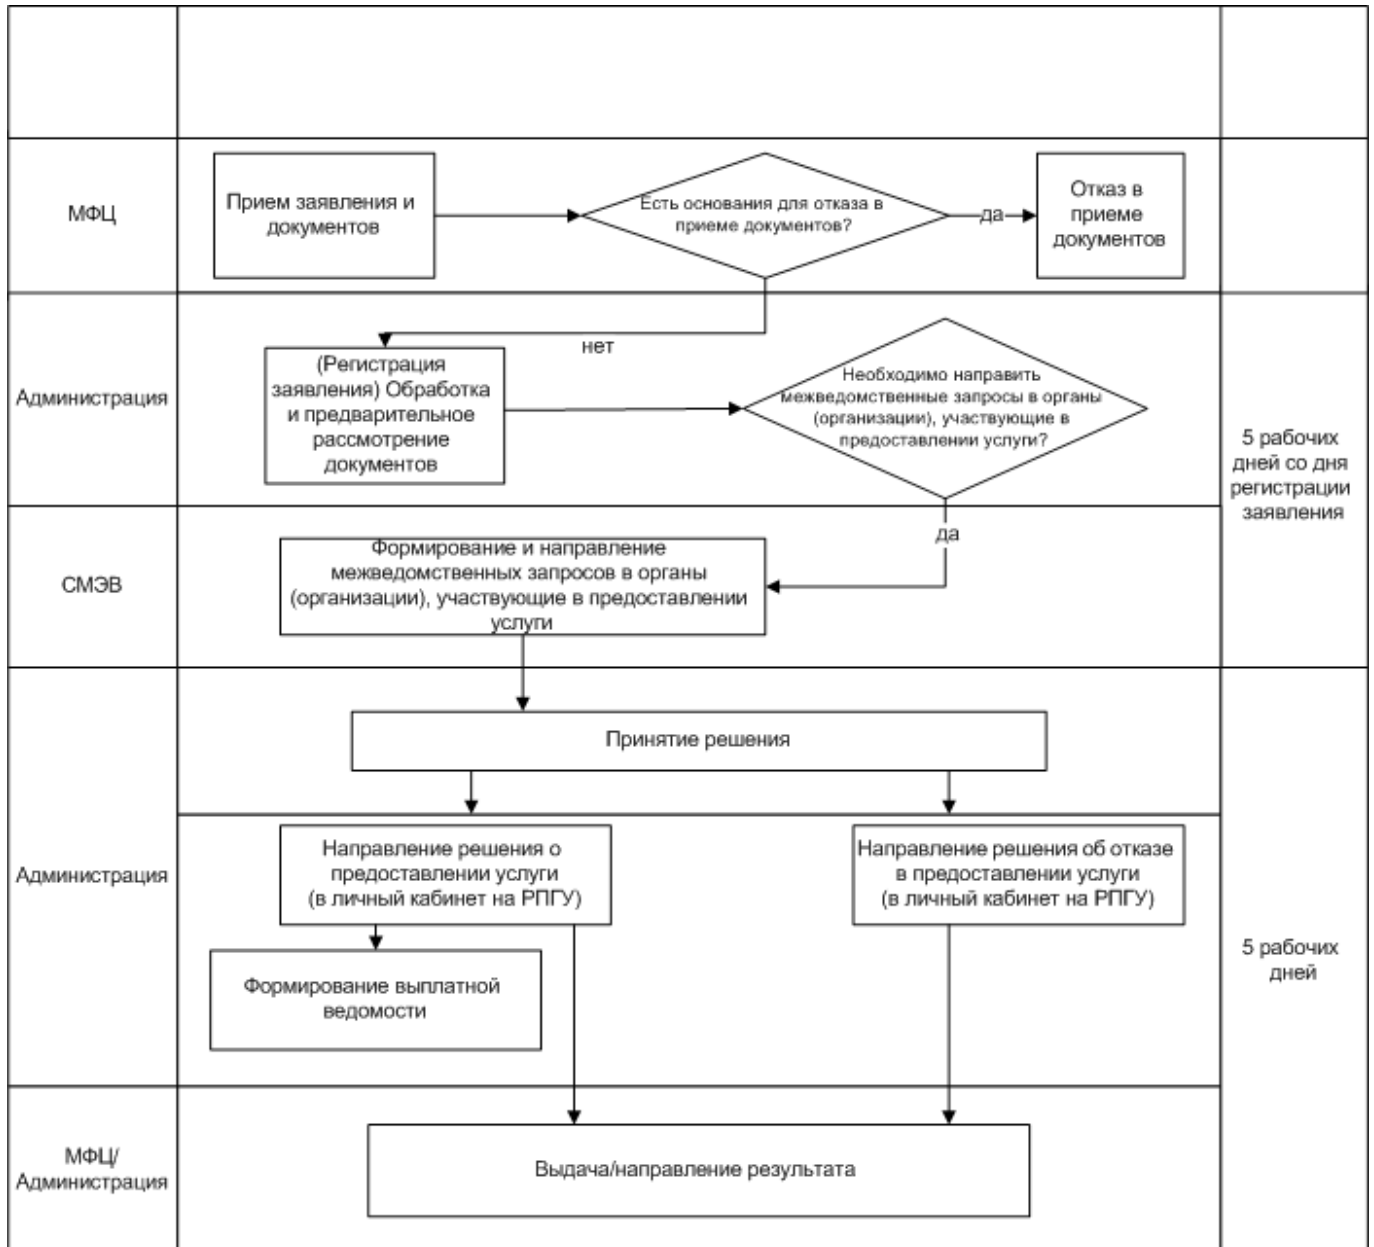 МФЦ
Прием заявления и
документов
Есть основания для отказа в
приеме документов?
да
Отказ в
приеме
документов
нет
Администрация
(Регистрация
заявления) Обработка
и предварительное
рассмотрение
документов
Необходимо направить
межведомственные запросы в органы
(организации), участвующие в
предоставлении услуги?
5 рабочих
дней со дня
регистрации
заявления
да
СМЭВ
Формирование и направление
межведомственных запросов в органы
(организации), участвующие в предоставлении
услуги
Принятие решения
Администрация
Направление решения о
предоставлении услуги
(в личный кабинет на РПГУ)
Направление решения об отказе
в предоставлении услуги
(в личный кабинет на РПГУ)
Формирование выплатной
ведомости
5 рабочих
дней
МФЦ/
Администрация
Выдача/направление результата